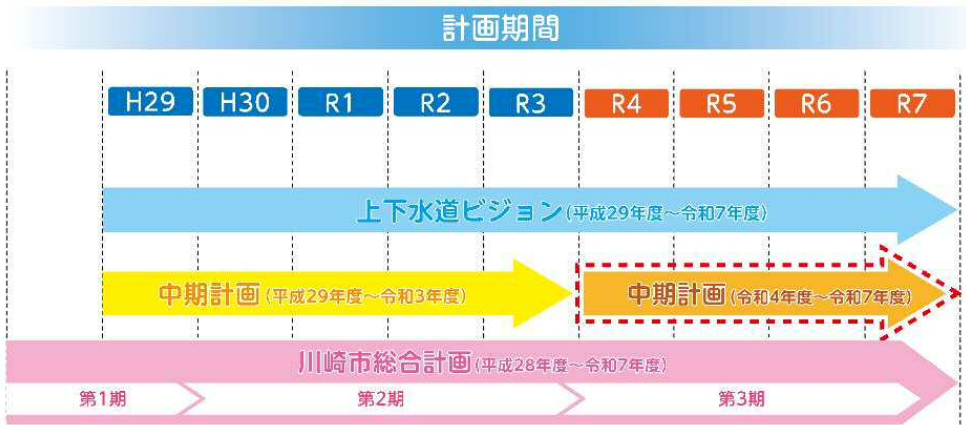 計画期間
H29 H30 R1 R2 R3 R4 R5 R6 R7
上下水道ビジョン(平成29年度～令和7年度)
中期計画(平成29年度～令和3年度) 中期計画(令和4年度～令和7年度)
川崎市総合計画(平成28年度～令和7年度)
第1期 第2期 第3期